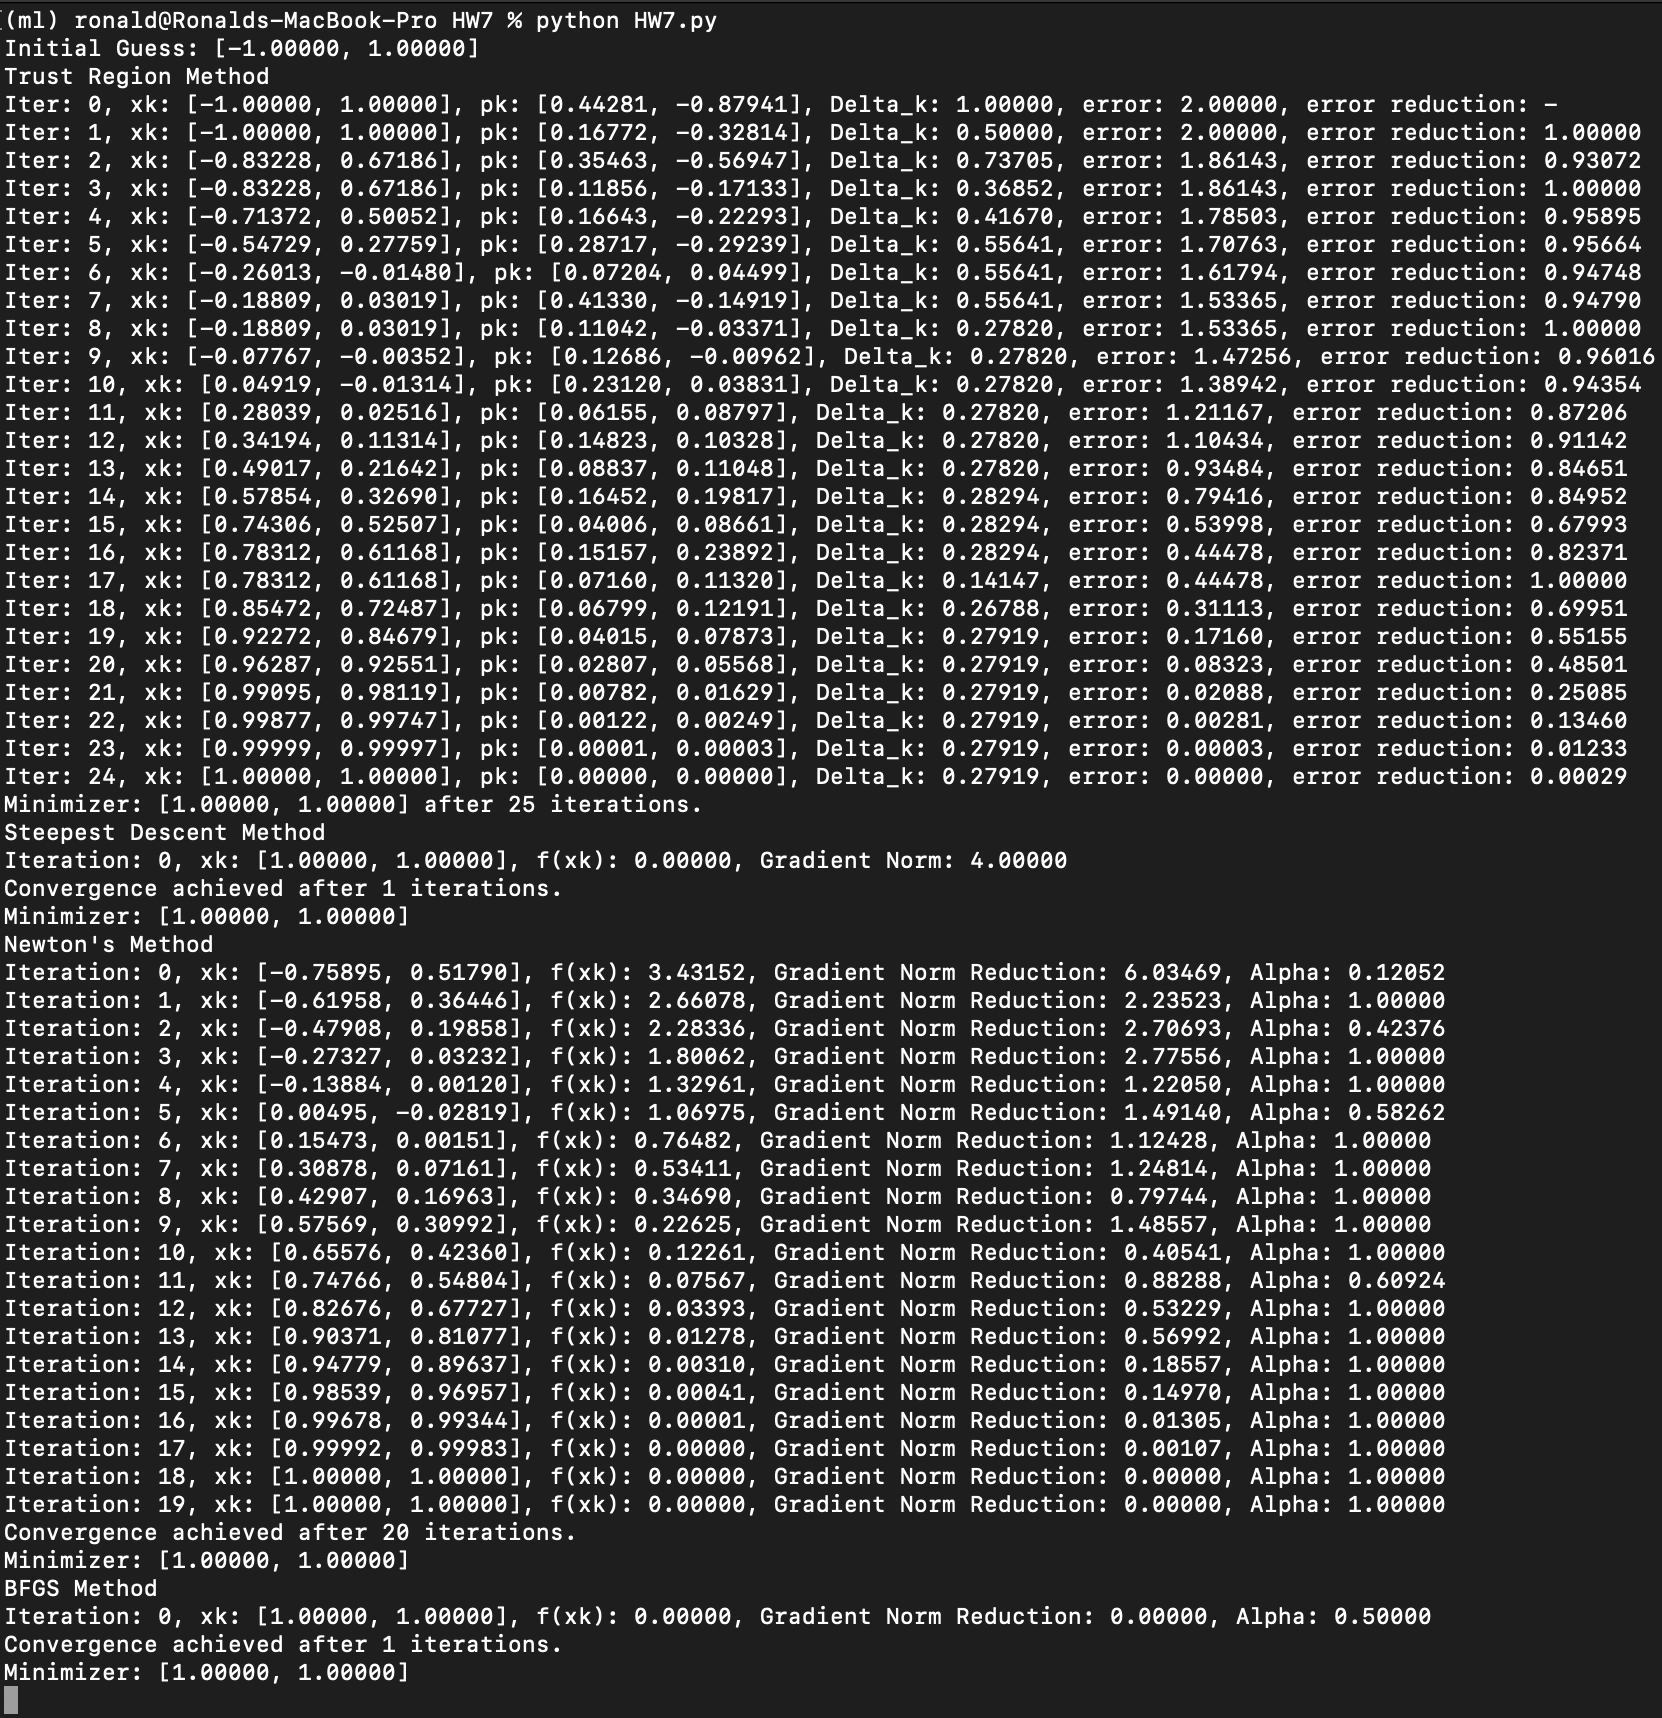 (ml) ronald@Ronalds-MacBook-Pro HW7 % python HW7.py
Initial Guess: [-1.00000, 1.00000]
Trust Region Method
Iter: 0, xk: [-1.00000, 1.00000], pk: [0.44281, -0.87941], Delta_k: 1.00000, error: 2.00000, error reduction: -
Iter: 1, xk: [-1.00000, 1.00000], pk: [0.16772, -0.32814], Delta_k: 0.50000, error: 2.00000, error reduction: 1.00000
Iter: 2, xk: [-0.83228, 0.67186], pk: [0.35463, -0.56947], Delta_k: 0.73705, error: 1.86143, error reduction: 0.93072
Iter: 3, xk: [-0.83228, 0.67186], pk: [0.11856, -0.17133], Delta_k: 0.36852, error: 1.86143, error reduction: 1.00000
Iter: 4, xk: [-0.71372, 0.50052], pk: [0.16643, -0.22293], Delta_k: 0.41670, error: 1.78503, error reduction: 0.95895
Iter: 5, xk: [-0.54729, 0.27759], pk: [0.28717, -0.29239], Delta_k: 0.55641, error: 1.70763, error reduction: 0.95664
Iter: 6, xk: [-0.26013, -0.01480], pk: [0.07204, 0.04499], Delta_k: 0.55641, error: 1.61794, error reduction: 0.94748
Iter: 7, xk: [-0.18809, 0.03019], pk: [0.41330, -0.14919], Delta_k: 0.55641, error: 1.53365, error reduction: 0.94790
Iter: 8, xk: [-0.18809, 0.03019], pk: [0.11042, -0.03371], Delta_k: 0.27820, error: 1.53365, error reduction: 1.00000
Iter: 9, xk: [-0.07767, -0.00352], pk: [0.12686, -0.00962], Delta_k: 0.27820, error: 1.47256, error reduction: 0.96016
Iter: 10, xk: [0.04919, -0.01314], pk: [0.23120, 0.03831], Delta_k: 0.27820, error: 1.38942, error reduction: 0.94354
Iter: 11, xk: [0.28039, 0.02516], pk: [0.06155, 0.08797], Delta_k: 0.27820, error: 1.21167, error reduction: 0.87206
Iter: 12, xk: [0.34194, 0.11314], pk: [0.14823, 0.10328], Delta_k: 0.27820, error: 1.10434, error reduction: 0.91142
Iter: 13, xk: [0.49017, 0.21642], pk: [0.08837, 0.11048], Delta_k: 0.27820, error: 0.93484, error reduction: 0.84651
Iter: 14, xk: [0.57854, 0.32690], pk: [0.16452, 0.19817], Delta_k: 0.28294, error: 0.79416, error reduction: 0.84952
Iter: 15, xk: [0.74306, 0.52507], pk: [0.04006, 0.08661], Delta_k: 0.28294, error: 0.53998, error reduction: 0.67993
Iter: 16, xk: [0.78312, 0.61168], pk: [0.15157, 0.23892], Delta_k: 0.28294, error: 0.44478, error reduction: 0.82371
Iter: 17, xk: [0.78312, 0.61168], pk: [0.07160, 0.11320], Delta_k: 0.14147, error: 0.44478, error reduction: 1.00000
Iter: 18, xk: [0.85472, 0.72487], pk: [0.06799, 0.12191], Delta_k: 0.26788, error: 0.31113, error reduction: 0.69951
Iter: 19, xk: [0.92272, 0.84679], pk: [0.04015, 0.07873], Delta_k: 0.27919, error: 0.17160, error reduction: 0.55155
Iter: 20, xk: [0.96287, 0.92551], pk: [0.02807, 0.05568], Delta_k: 0.27919, error: 0.08323, error reduction: 0.48501
Iter: 21, xk: [0.99095, 0.98119], pk: [0.00782, 0.01629], Delta_k: 0.27919, error: 0.02088, error reduction: 0.25085
Iter: 22, xk: [0.99877, 0.99747], pk: [0.00122, 0.00249], Delta_k: 0.27919, error: 0.00281, error reduction: 0.13460
Iter: 23, xk: [0.99999, 0.99997], pk: [0.00001, 0.00003], Delta_k: 0.27919, error: 0.00003, error reduction: 0.01233
Iter: 24, xk: [1.00000, 1.00000], pk: [0.00000, 0.00000], Delta_k: 0.27919, error: 0.00000, error reduction: 0.00029
Minimizer: [1.00000, 1.00000] after 25 iterations.
Steepest Descent Method
Iteration: 0, xk: [1.00000, 1.00000], f(xk): 0.00000, Gradient Norm: 4.00000
Convergence achieved after 1 iterations.
Minimizer: [1.00000, 1.00000]
Newton's Method
Iteration: 0, xk: [-0.75895, 0.51790], f(xk): 3.43152, Gradient Norm Reduction: 6.03469, Alpha: 0.12052
Iteration: 1, xk: [-0.61958, 0.36446], f(xk): 2.66078, Gradient Norm Reduction: 2.23523, Alpha: 1.00000
Iteration: 2, xk: [-0.47908, 0.19858], f(xk): 2.28336, Gradient Norm Reduction: 2.70693, Alpha: 0.42376
Iteration: 3, xk: [-0.27327, 0.03232], f(xk): 1.80062, Gradient Norm Reduction: 2.77556, Alpha: 1.00000
Iteration: 4, xk: [-0.13884, 0.00120], f(xk): 1.32961, Gradient Norm Reduction: 1.22050, Alpha: 1.00000
Iteration: 5, xk: [0.00495, -0.02819], f(xk): 1.06975, Gradient Norm Reduction: 1.49140, Alpha: 0.58262
Iteration: 6, xk: [0.15473, 0.00151], f(xk): 0.76482, Gradient Norm Reduction: 1.12428, Alpha: 1.00000
Iteration: 7, xk: [0.30878, 0.07161], f(xk): 0.53411, Gradient Norm Reduction: 1.24814, Alpha: 1.00000
Iteration: 8, xk: [0.42907, 0.16963], f(xk): 0.34690, Gradient Norm Reduction: 0.79744, Alpha: 1.00000
Iteration: 9, xk: [0.57569, 0.30992], f(xk): 0.22625, Gradient Norm Reduction: 1.48557, Alpha: 1.00000
Iteration: 10, xk: [0.65576, 0.42360], f(xk): 0.12261, Gradient Norm Reduction: 0.40541, Alpha: 1.00000
Iteration: 11, xk: [0.74766, 0.54804], f(xk): 0.07567, Gradient Norm Reduction: 0.88288, Alpha: 0.60924
Iteration: 12, xk: [0.82676, 0.67727], f(xk): 0.03393, Gradient Norm Reduction: 0.53229, Alpha: 1.00000
Iteration: 13, xk: [0.90371, 0.81077], f(xk): 0.01278, Gradient Norm Reduction: 0.56992, Alpha: 1.00000
Iteration: 14, xk: [0.94779, 0.89637], f(xk): 0.00310, Gradient Norm Reduction: 0.18557, Alpha: 1.00000
Iteration: 15, xk: [0.98539, 0.96957], f(xk): 0.00041, Gradient Norm Reduction: 0.14970, Alpha: 1.00000
Iteration: 16, xk: [0.99678, 0.99344], f(xk): 0.00001, Gradient Norm Reduction: 0.01305, Alpha: 1.00000
Iteration: 17, xk: [0.99992, 0.99983], f(xk): 0.00000, Gradient Norm Reduction: 0.00107, Alpha: 1.00000
Iteration: 18, xk: [1.00000, 1.00000], f(xk): 0.00000, Gradient Norm Reduction: 0.00000, Alpha: 1.00000
Iteration: 19, xk: [1.00000, 1.00000], f(xk): 0.00000, Gradient Norm Reduction: 0.00000, Alpha: 1.00000
Convergence achieved after 20 iterations.
Minimizer: [1.00000, 1.00000]
BFGS Method
Iteration: 0, xk: [1.00000, 1.00000], f(xk): 0.00000, Gradient Norm Reduction: 0.00000, Alpha: 0.50000
Convergence achieved after 1 iterations.
Minimizer: [1.00000, 1.00000]